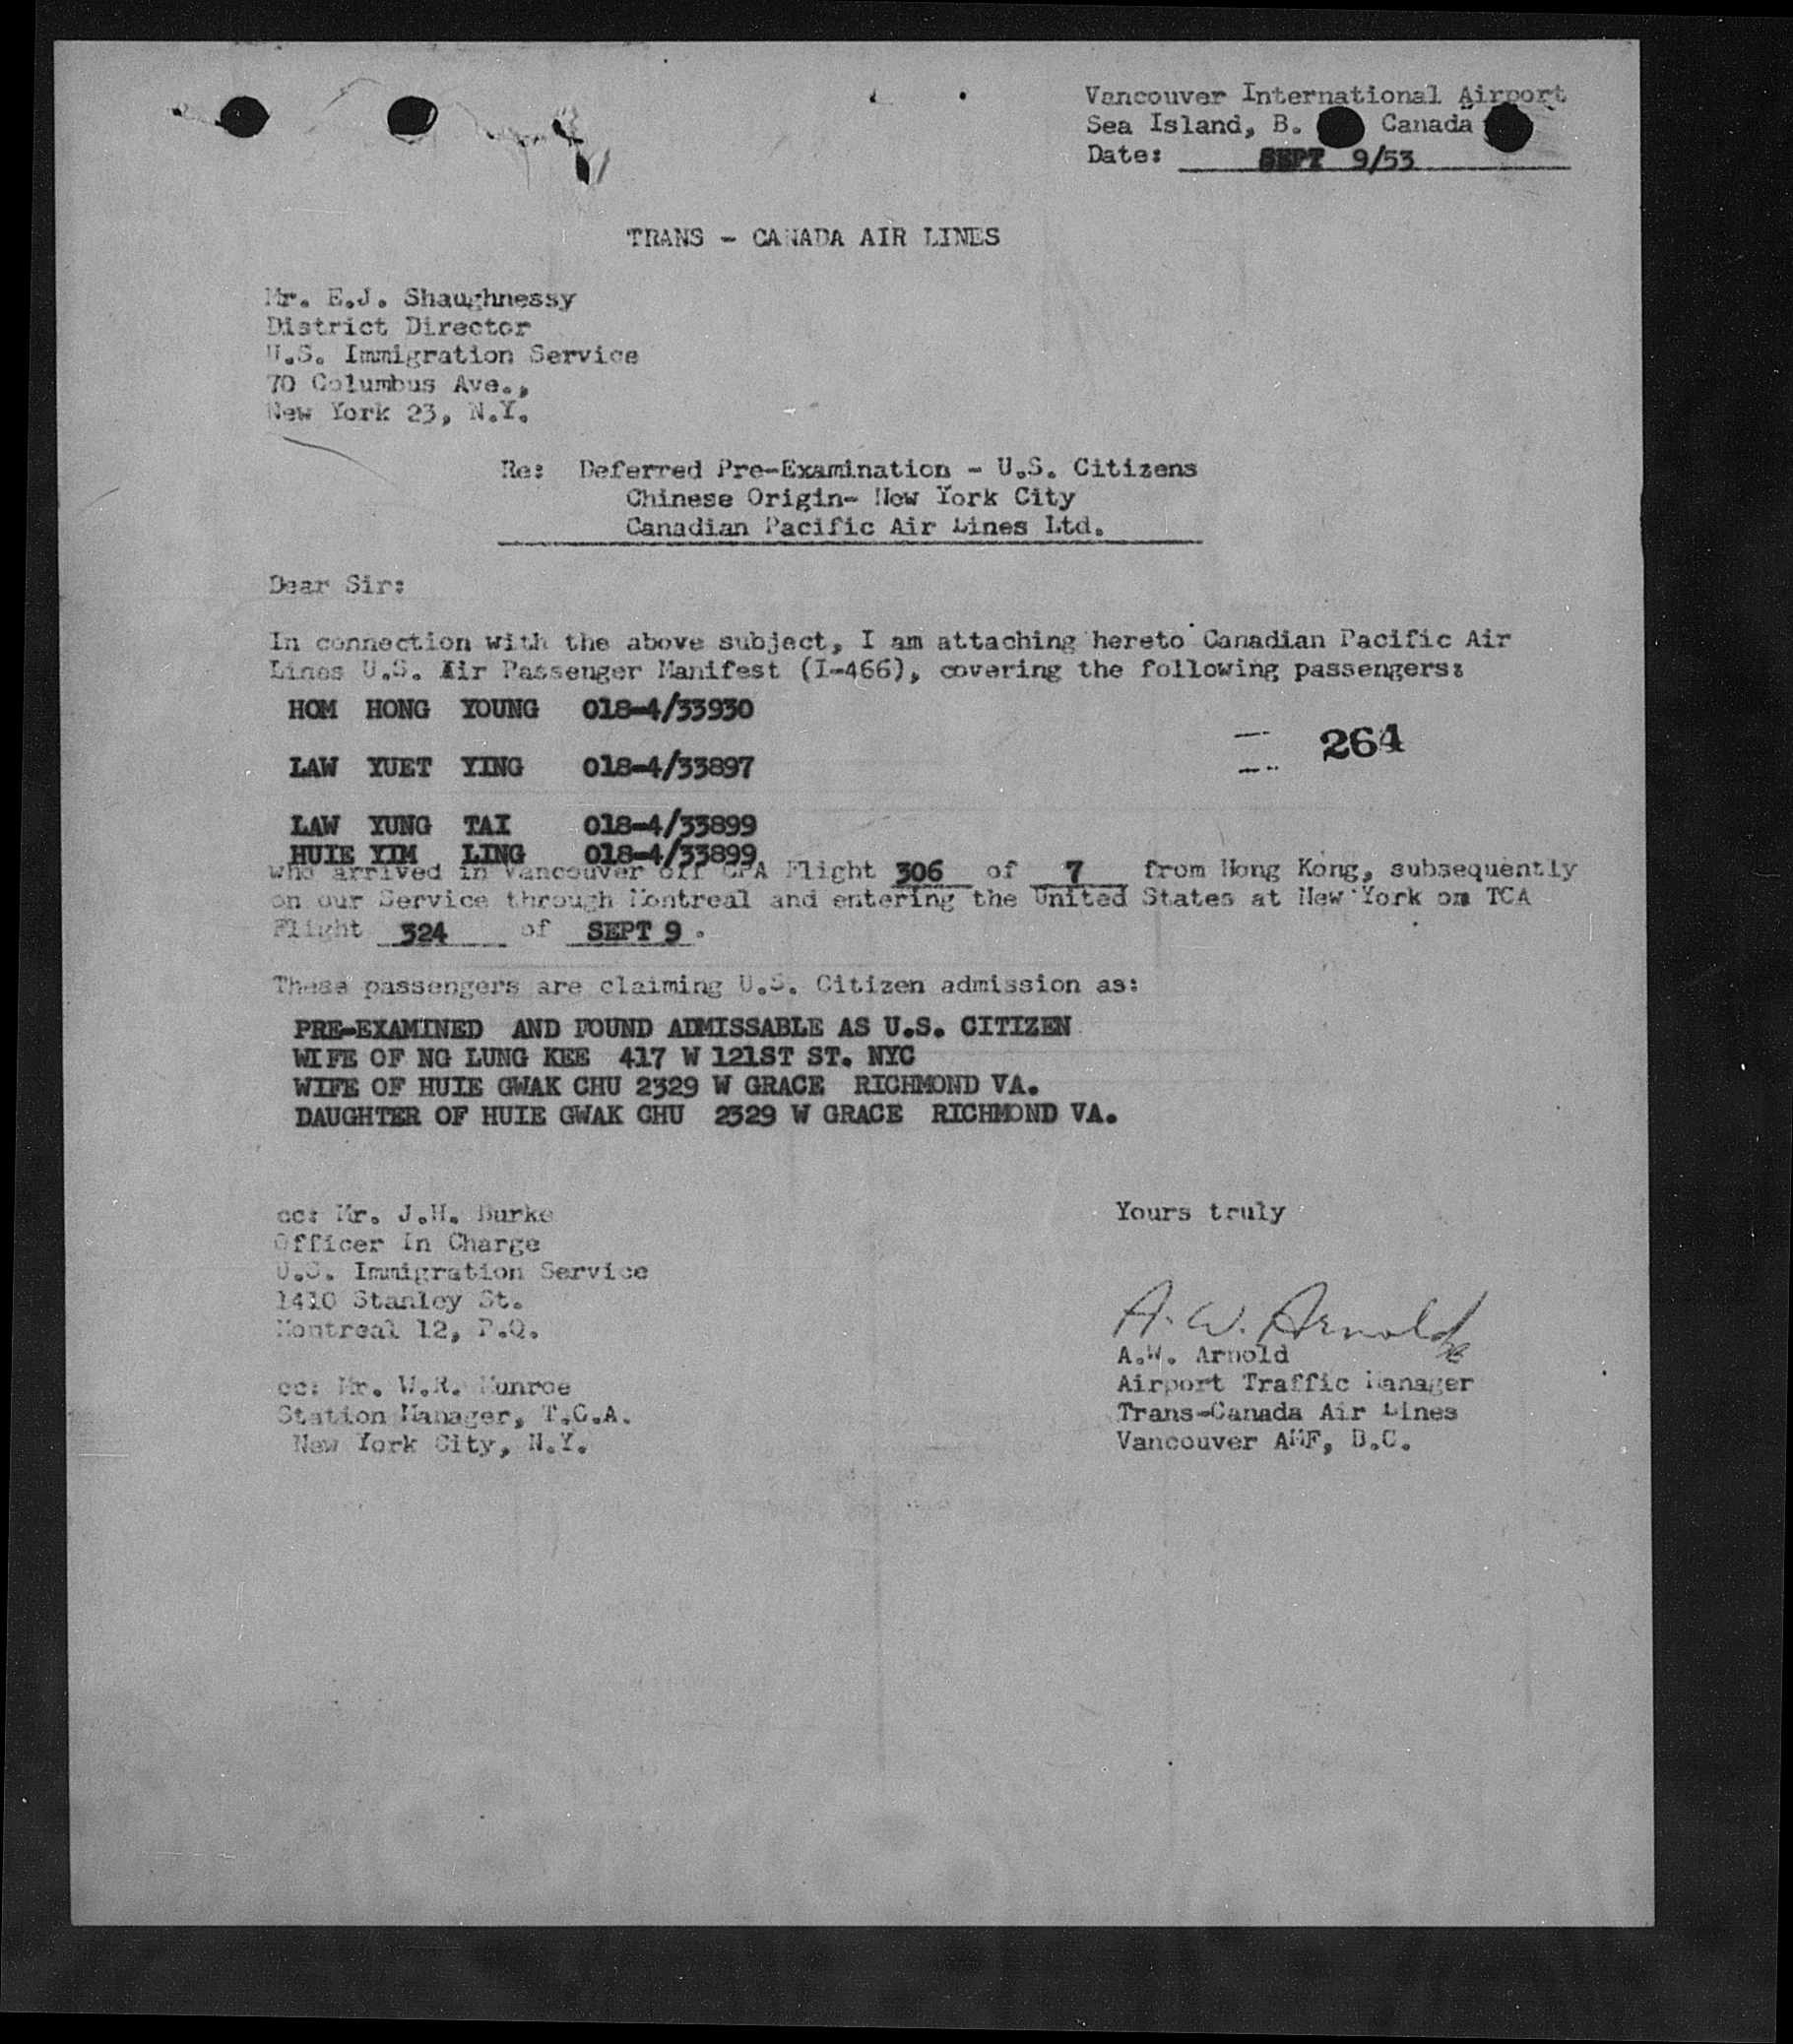 Vancouver International Airport
Sea Island, B. Canada
Date: SEPT 9/53
TRANS - CANADA AIR LINES
Mr. E.J. Shaughnessy
District Director
U.S. Immigration Service
70 Columbus Ave.,
New York 23, N.Y.
Re: Deferred Pre-Examination - U.S. Citizens
Chinese Origin- New York City
Canadian Pacific Air Lines Ltd.
Dear Sir:
In connection with the above subject, I am attaching hereto Canadian Pacific Air
Lines U.S. Air Passenger Manifest (I-466), covering the following passengers:
HOM HONG YOUNG 018-4/33930
264
LAW YUET YING 018-4/33897
LAW YUNG TAI 018-4/33899
HUIE YIM LING 018-4/33899
who arrived in Vancouver off CPA Flight 306 of 7 from Hong Kong, subsequently
on our Service through Montreal and entering the United States at New York on TCA
Flight 324 of SEPT 9.
These passengers are claiming U.S. Citizen admission as:
PRE-EXAMINED AND FOUND ADMISSABLE AS U.S. CITIZEN
WIFE OF NG LUNG KEE 417 W 121ST ST. NYC
WIFE OF HUIE GWAK CHU 2329 W GRACE RICHMOND VA.
DAUGHTER OF HUIE GWAK CHU 2329 W GRACE RICHMOND VA.
cc: Mr. J.H. Burke
Officer In Charge
U.S. Immigration Service
1410 Stanley St.
Montreal 12, P.Q.
cc: Mr. W.R. Munroe
Station Manager, T.C.A.
New York City, N.Y.
Yours truly
A. W. Arnold
A.W. Arnold
Airport Traffic Manager
Trans-Canada Air Lines
Vancouver AMF, B.C.